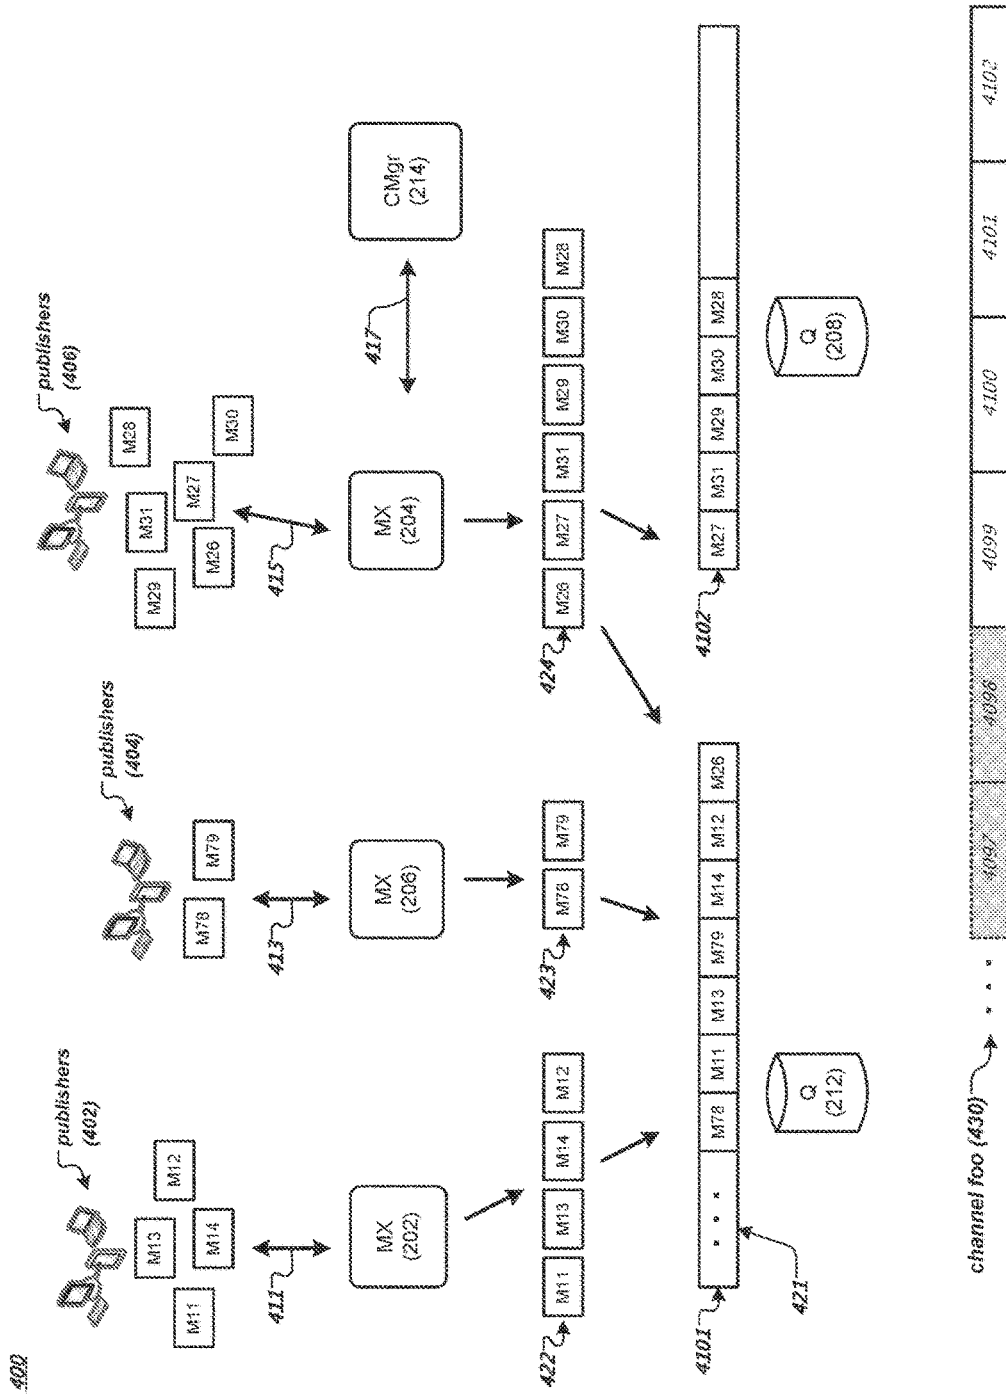 400
publishers
(402)
publishers
(404)
publishers
(406)
M11
M13
M14
M12
M78
M79
M29
M31
M26
M27
M28
M30
411
413
415
417
MX
(202)
MX
(206)
MX
(204)
CMgr
(214)
422
M11
M13
M14
M12
423
M78
M79
424
M26
M27
M31
M29
M30
M28
4101
421
• • •
M78
M11
M13
M79
M14
M12
M26
4102
M27
M31
M29
M30
M28
Q
(212)
Q
(208)
channel foo (430)
• • •
4097
4098
4099
4100
4101
4102